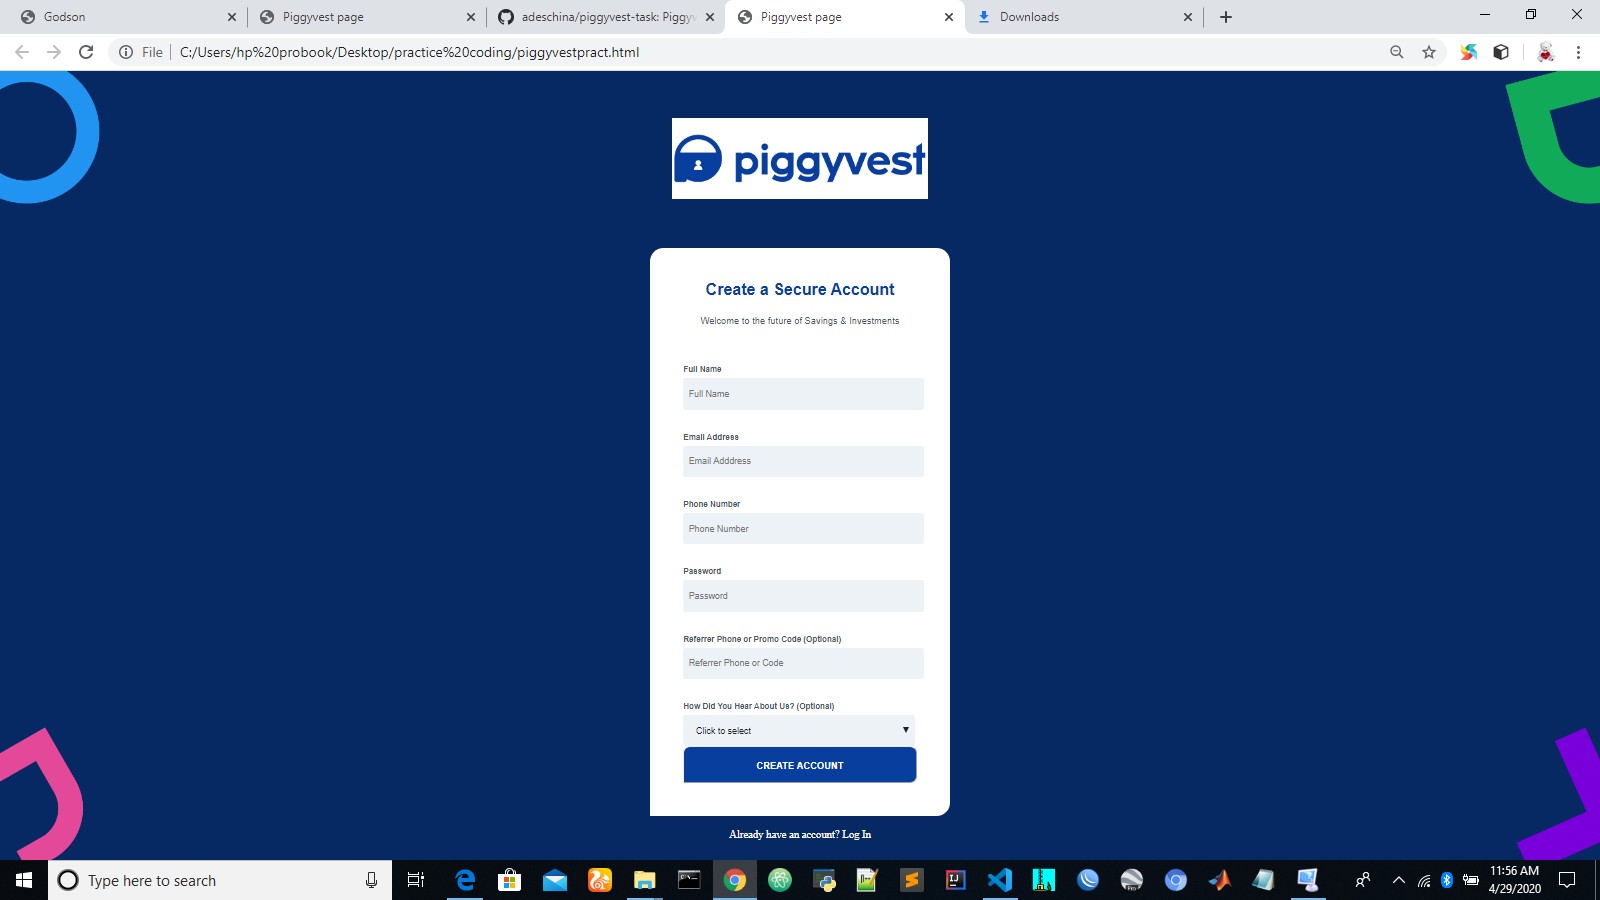 Godson
Piggyvest page
adeschina/piggyvest-task: Piggyv
Piggyvest page
Downloads
File
C:/Users/hp%20probook/Desktop/practice%20coding/piggyvestpract.html
piggyvest
Create a Secure Account
Welcome to the future of Savings & Investments
Full Name
Full Name
Email Address
Email Adddress
Phone Number
Phone Number
Password
Password
Referrer Phone or Promo Code (Optional)
Referrer Phone or Code
How Did You Hear About Us? (Optional)
Click to select
CREATE ACCOUNT
Already have an account? Log In
Type here to search
11:56 AM
4/29/2020